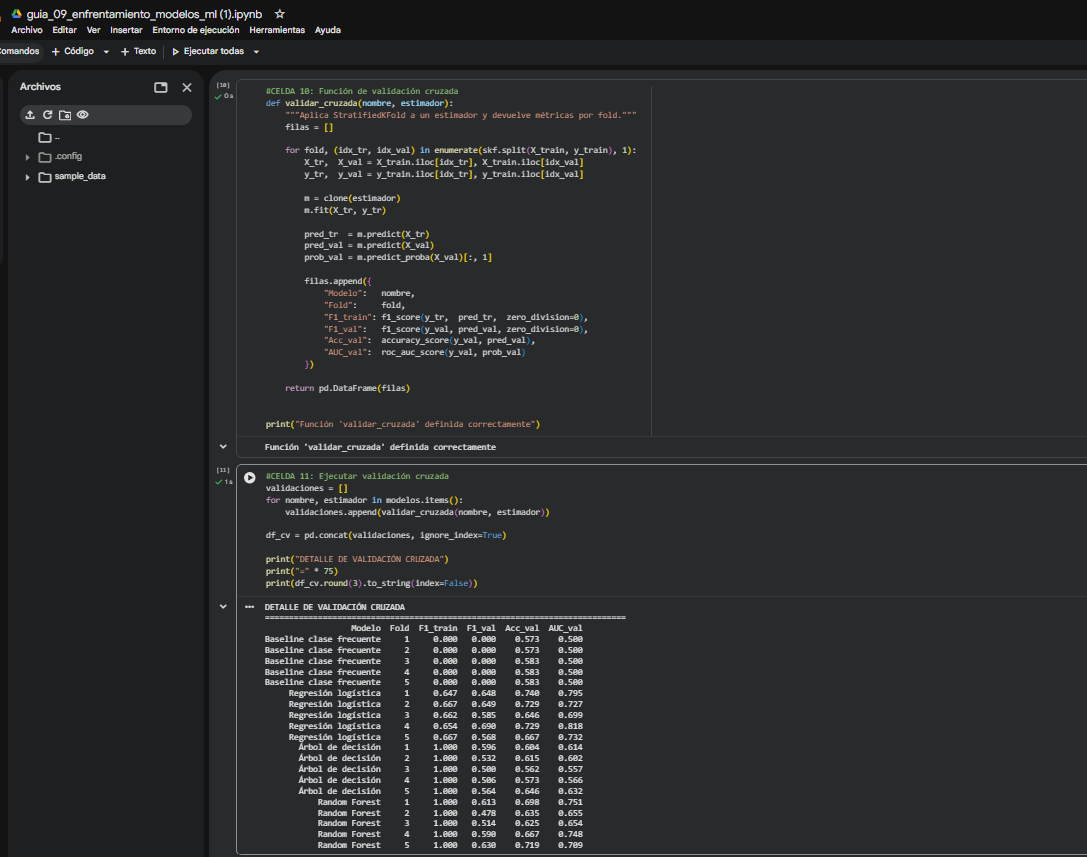 guia_09_enfrentamiento_modelos_ml (1).ipynb
Archivo Editar Ver Insertar Entorno de ejecución Herramientas Ayuda
Comandos + Código + Texto Ejecutar todas
Archivos
..
.config
sample_data
[10]
0 s
#CELDA 10: Función de validación cruzada
def validar_cruzada(nombre, estimador):
"""Aplica StratifiedKFold a un estimador y devuelve métricas por fold."""
filas = []
for fold, (idx_tr, idx_val) in enumerate(skf.split(X_train, y_train), 1):
X_tr, X_val = X_train.iloc[idx_tr], X_train.iloc[idx_val]
y_tr, y_val = y_train.iloc[idx_tr], y_train.iloc[idx_val]
m = clone(estimador)
m.fit(X_tr, y_tr)
pred_tr = m.predict(X_tr)
pred_val = m.predict(X_val)
prob_val = m.predict_proba(X_val)[:, 1]
filas.append({
"Modelo": nombre,
"Fold": fold,
"F1_train": f1_score(y_tr, pred_tr, zero_division=0),
"F1_val": f1_score(y_val, pred_val, zero_division=0),
"Acc_val": accuracy_score(y_val, pred_val),
"AUC_val": roc_auc_score(y_val, prob_val)
})
return pd.DataFrame(filas)
print("Función 'validar_cruzada' definida correctamente")
Función 'validar_cruzada' definida correctamente
[11]
1 s
#CELDA 11: Ejecutar validación cruzada
validaciones = []
for nombre, estimador in modelos.items():
validaciones.append(validar_cruzada(nombre, estimador))
df_cv = pd.concat(validaciones, ignore_index=True)
print("DETALLE DE VALIDACIÓN CRUZADA")
print("=" * 75)
print(df_cv.round(3).to_string(index=False))
DETALLE DE VALIDACIÓN CRUZADA
===========================================================================
Modelo Fold F1_train F1_val Acc_val AUC_val
Baseline clase frecuente 1 0.000 0.000 0.573 0.500
Baseline clase frecuente 2 0.000 0.000 0.573 0.500
Baseline clase frecuente 3 0.000 0.000 0.583 0.500
Baseline clase frecuente 4 0.000 0.000 0.583 0.500
Baseline clase frecuente 5 0.000 0.000 0.583 0.500
Regresión logística 1 0.647 0.648 0.740 0.795
Regresión logística 2 0.667 0.649 0.729 0.727
Regresión logística 3 0.662 0.585 0.646 0.699
Regresión logística 4 0.654 0.690 0.729 0.818
Regresión logística 5 0.667 0.568 0.667 0.732
Árbol de decisión 1 1.000 0.596 0.604 0.614
Árbol de decisión 2 1.000 0.532 0.615 0.602
Árbol de decisión 3 1.000 0.500 0.562 0.557
Árbol de decisión 4 1.000 0.506 0.573 0.566
Árbol de decisión 5 1.000 0.564 0.646 0.632
Random Forest 1 1.000 0.613 0.698 0.751
Random Forest 2 1.000 0.478 0.635 0.655
Random Forest 3 1.000 0.514 0.625 0.654
Random Forest 4 1.000 0.590 0.667 0.748
Random Forest 5 1.000 0.630 0.719 0.709